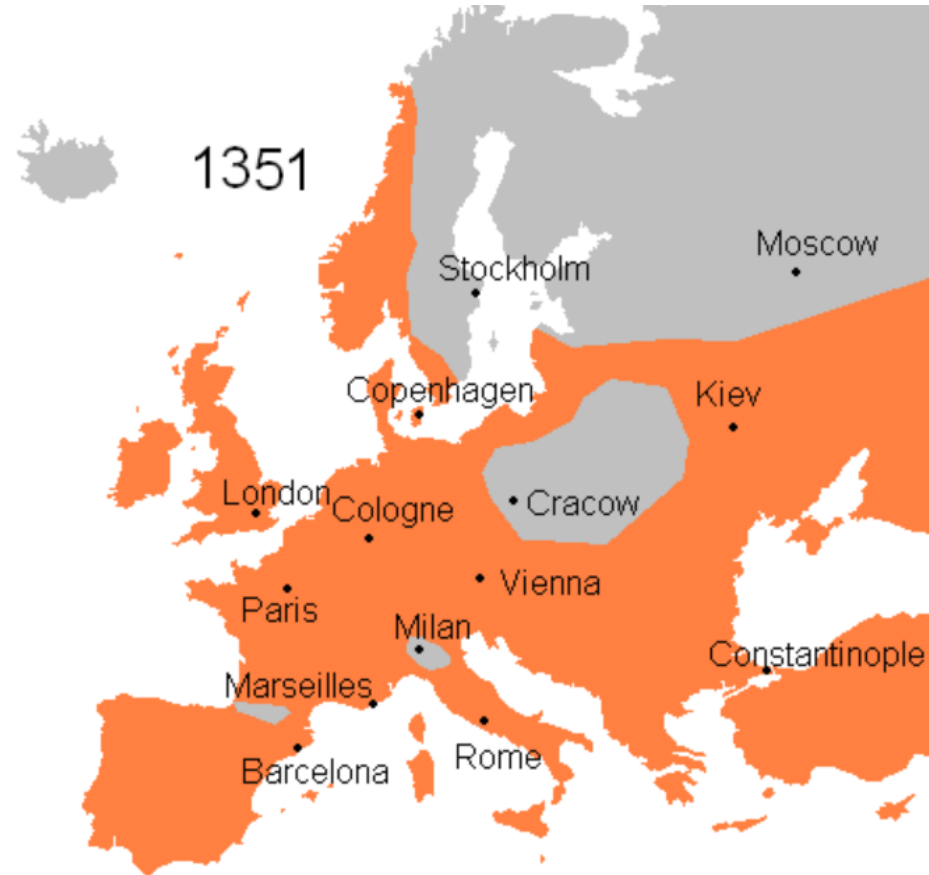 1351
Moscow
Stockholm
Copenhagen
Kiev
London
Cologne
Cracow
Vienna
Paris
Milan
Constantinople
Marseilles
Rome
Barcelona